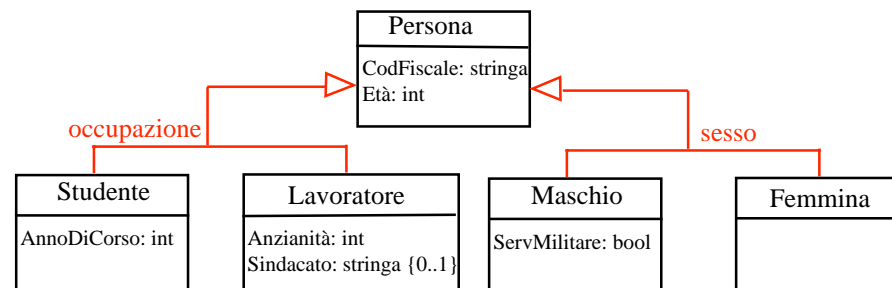 Persona
CodFiscale: stringa
Età: int
occupazione
sesso
Studente
AnnoDiCorso: int
Lavoratore
Anzianità: int
Sindacato: stringa {0..1}
Maschio
ServMilitare: bool
Femmina